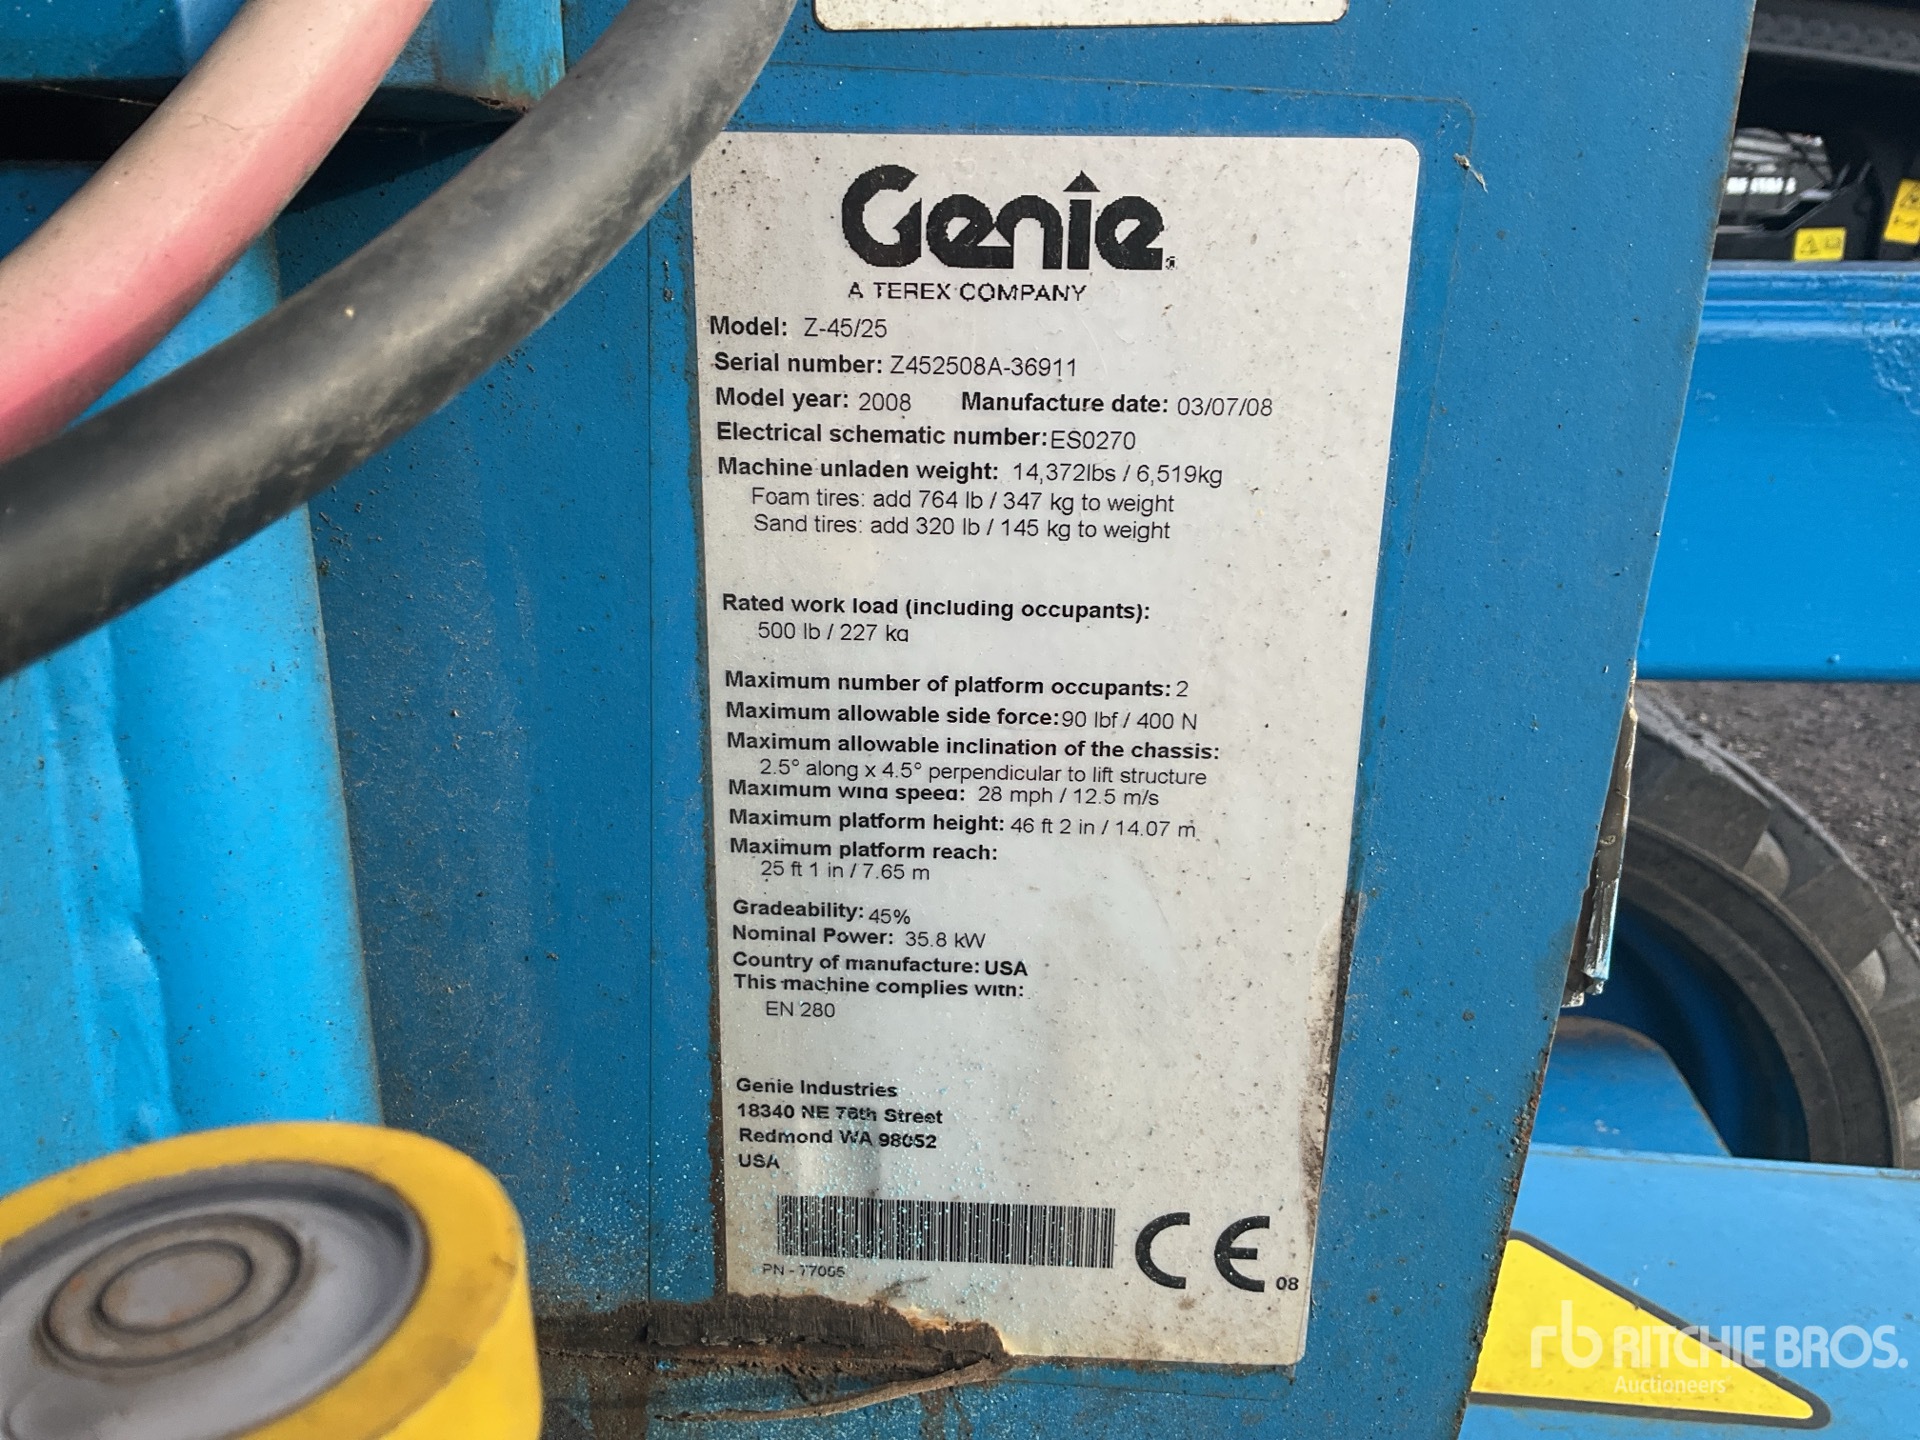 Genie
A TEREX COMPANY
Model: Z-45/25
Serial number: Z452508A-36911
Model year: 2008 Manufacture date: 03/07/08
Electrical schematic number: ES0270
Machine unladen weight: 14,372lbs / 6,519kg
Foam tires: add 764 lb / 347 kg to weight
Sand tires: add 320 lb / 145 kg to weight
Rated work load (including occupants):
500 lb / 227 kg
Maximum number of platform occupants: 2
Maximum allowable side force: 90 lbf / 400 N
Maximum allowable inclination of the chassis:
2.5° along x 4.5° perpendicular to lift structure
Maximum wind speed: 28 mph / 12.5 m/s
Maximum platform height: 46 ft 2 in / 14.07 m
Maximum platform reach:
25 ft 1 in / 7.65 m
Gradeability: 45%
Nominal Power: 35.8 kW
Country of manufacture: USA
This machine complies with:
EN 280
Genie Industries
18340 NE 76th Street
Redmond WA 98052
USA
PN - 77055
CE 08
rb RITCHIE BROS.
Auctioneers